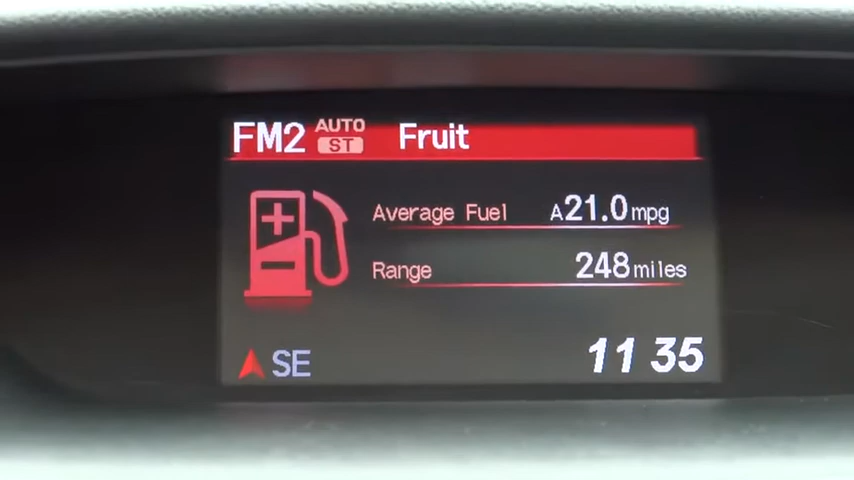 FM2 AUTO ST Fruit
Average Fuel A21.0mpg
Range 248miles
SE 11 35